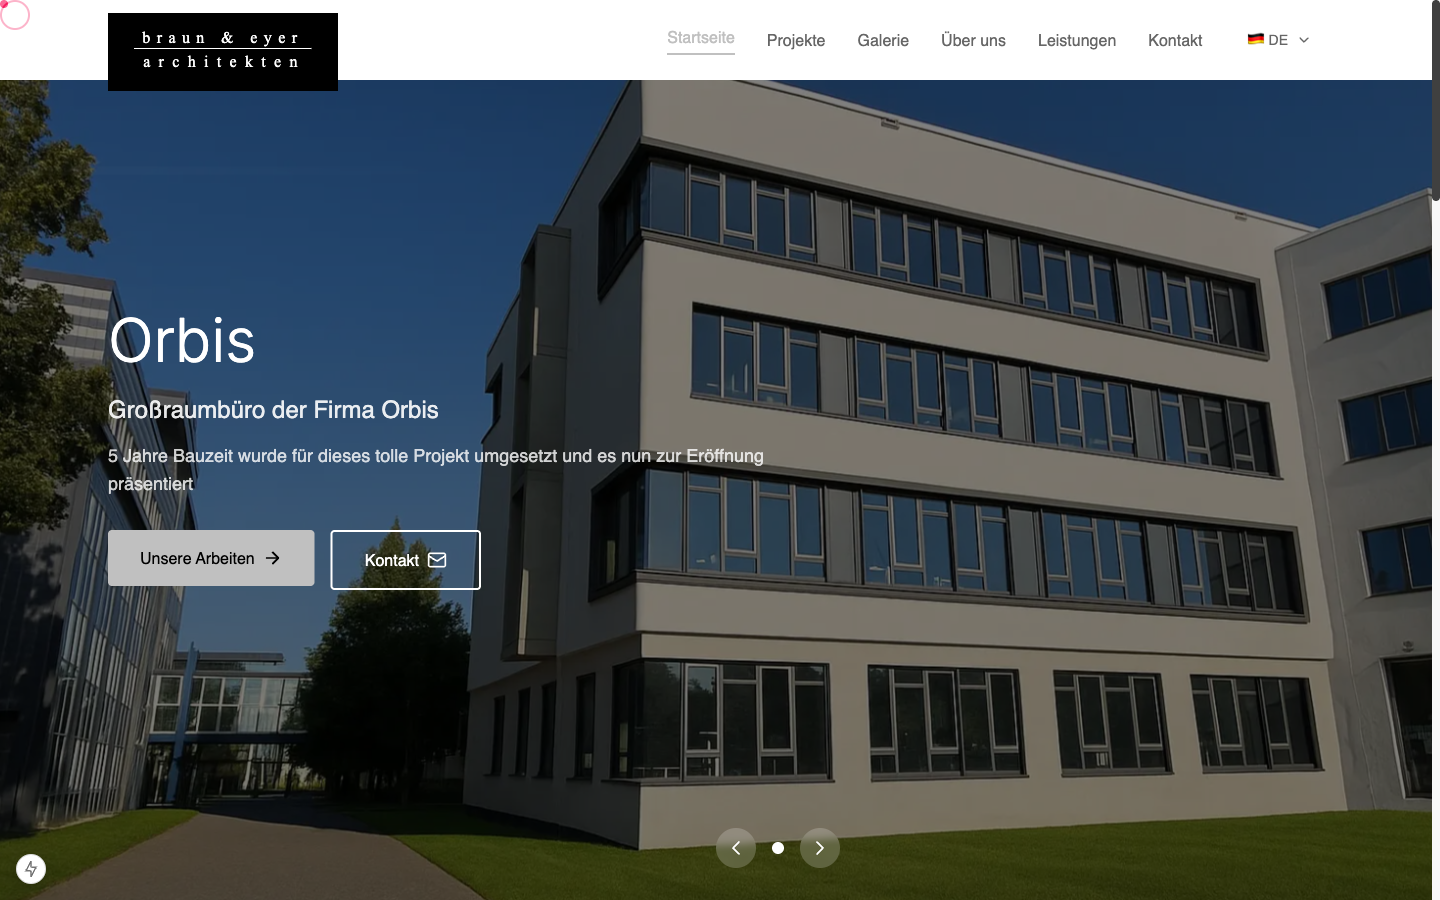 braun & eyer
architekten
Startseite
Projekte
Galerie
Über uns
Leistungen
Kontakt
DE
Orbis
Großraumbüro der Firma Orbis
5 Jahre Bauzeit wurde für dieses tolle Projekt umgesetzt und es nun zur Eröffnung
präsentiert
Unsere Arbeiten
Kontakt